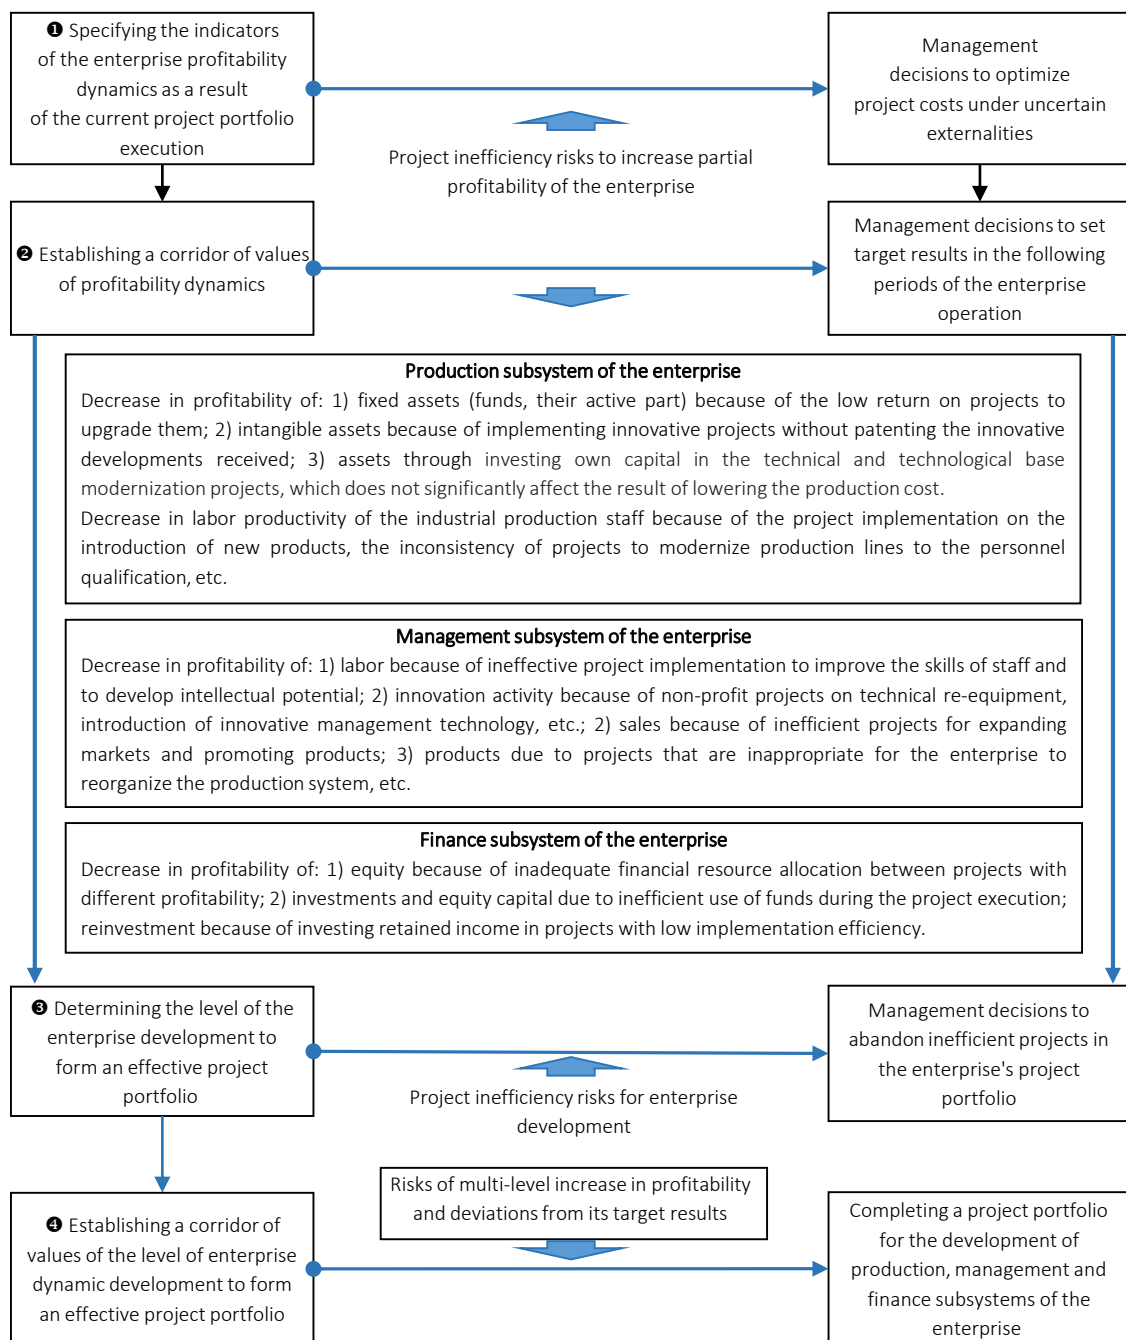 ❶ Specifying the indicators
of the enterprise profitability
dynamics as a result
of the current project portfolio
execution
Management
decisions to optimize
project costs under uncertain
externalities
Project inefficiency risks to increase partial
profitability of the enterprise
❷ Establishing a corridor of values
of profitability dynamics
Management decisions to set
target results in the following
periods of the enterprise
operation
Production subsystem of the enterprise
Decrease in profitability of: 1) fixed assets (funds, their active part) because of the low return on projects to
upgrade them; 2) intangible assets because of implementing innovative projects without patenting the innovative
developments received; 3) assets through investing own capital in the technical and technological base
modernization projects, which does not significantly affect the result of lowering the production cost.
Decrease in labor productivity of the industrial production staff because of the project implementation on the
introduction of new products, the inconsistency of projects to modernize production lines to the personnel
qualification, etc.
Management subsystem of the enterprise
Decrease in profitability of: 1) labor because of ineffective project implementation to improve the skills of staff and
to develop intellectual potential; 2) innovation activity because of non-profit projects on technical re-equipment,
introduction of innovative management technology, etc.; 2) sales because of inefficient projects for expanding
markets and promoting products; 3) products due to projects that are inappropriate for the enterprise to
reorganize the production system, etc.
Finance subsystem of the enterprise
Decrease in profitability of: 1) equity because of inadequate financial resource allocation between projects with
different profitability; 2) investments and equity capital due to inefficient use of funds during the project execution;
reinvestment because of investing retained income in projects with low implementation efficiency.
❸ Determining the level of the
enterprise development to
form an effective project
portfolio
Management decisions to
abandon inefficient projects in
the enterprise's project
portfolio
Project inefficiency risks for enterprise
development
Risks of multi-level increase in profitability
and deviations from its target results
❹ Establishing a corridor of
values of the level of enterprise
dynamic development to form
an effective project portfolio
Completing a project portfolio
for the development of
production, management and
finance subsystems of the
enterprise